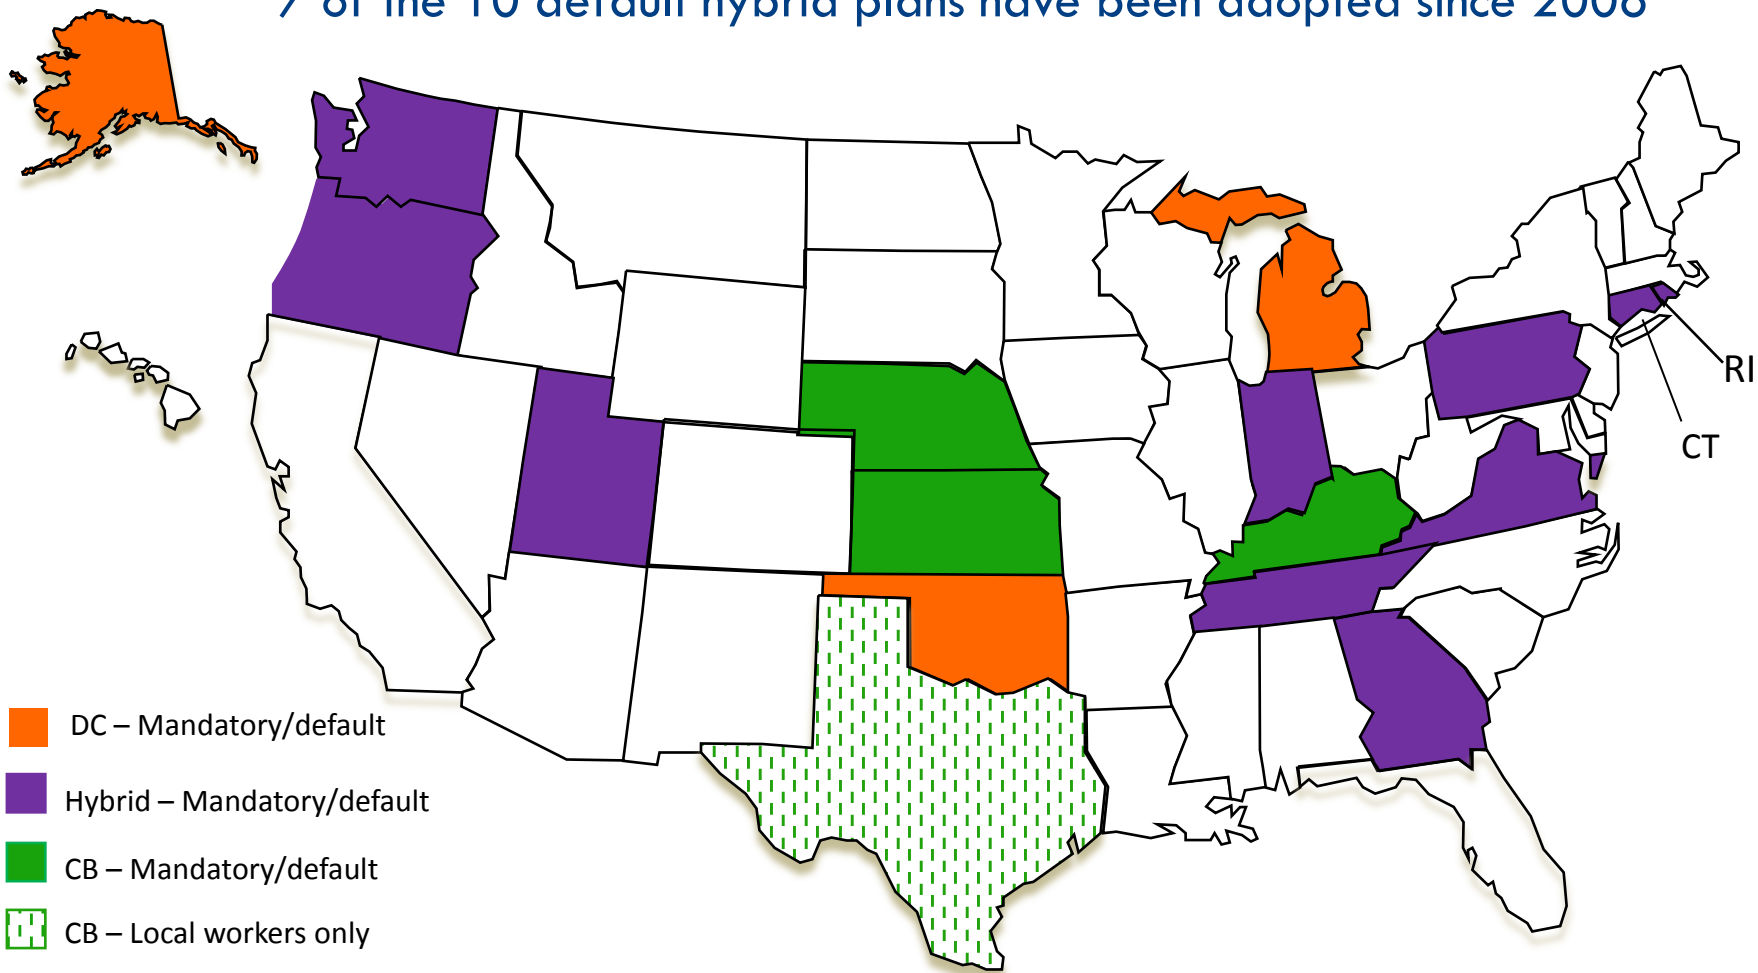 7 of the 10 default hybrid plans have been adopted since 2008
RI
CT
DC – Mandatory/default
Hybrid – Mandatory/default
CB – Mandatory/default
CB – Local workers only